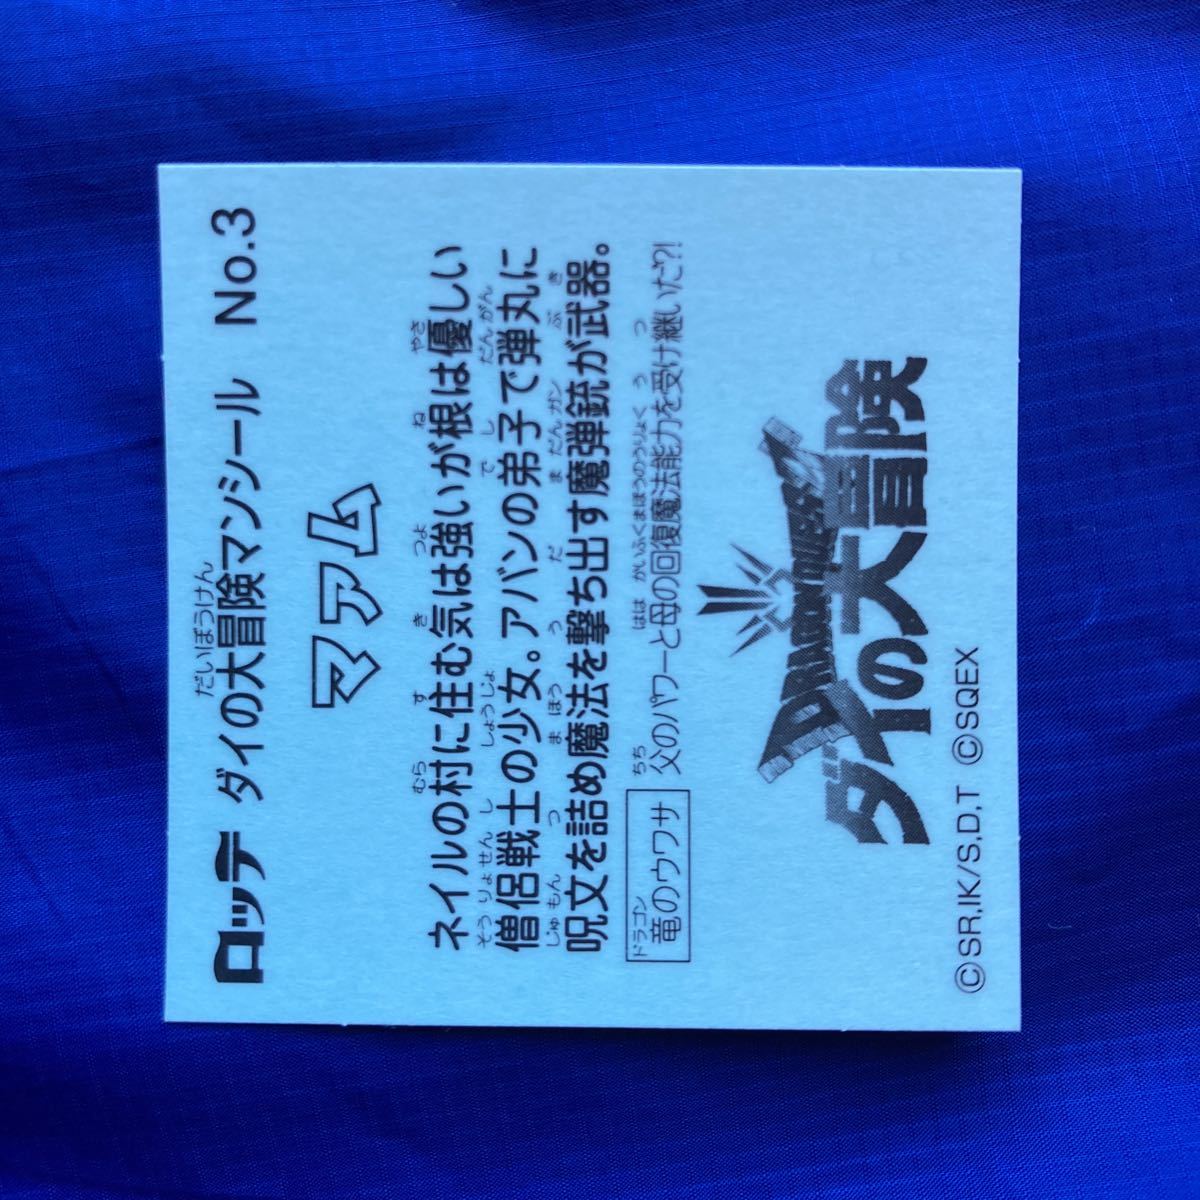 ロッテ ダイの大冒険マンシール No.3
だいぼうけん
マァム
むら す き つよ ね やさ
ネイルの村に住む気は強いが根は優しい
そうりょせんし しょうじょ でし だんがん
僧侶戦士の少女。アバンの弟子で弾丸に
じゅもん つ まほう う だ まだんガン ぶき
呪文を詰め魔法を撃ち出す魔弾銃が武器。
ドラゴン ちち はは かいふくまほうのうりょく う つ
竜のウワサ 父のパワーと母の回復魔法能力を受け継いだ?!
DRAGON QUEST
ダイの大冒険
©SR,IK/S,D,T ©SQEX